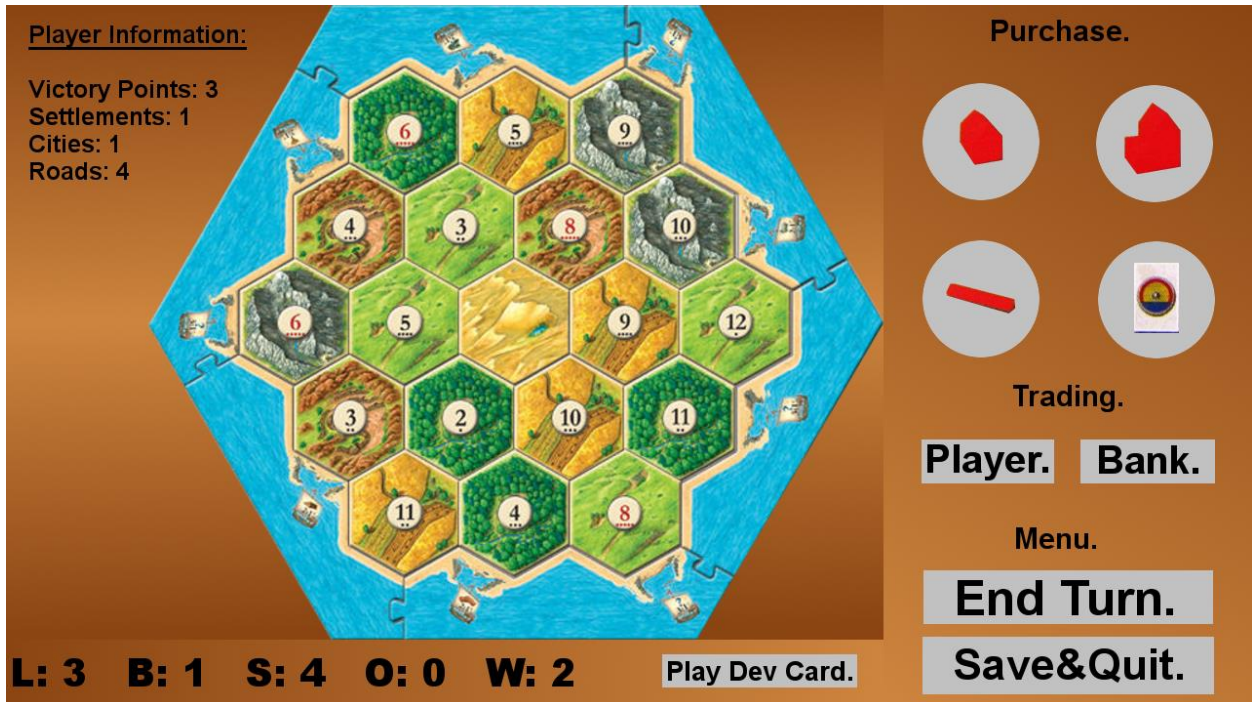 Player Information:
Victory Points: 3
Settlements: 1
Cities: 1
Roads: 4
6
5
9
4
3
8
10
6
5
9
12
3
2
10
11
11
4
8
L: 3 B: 1 S: 4 O: 0 W: 2
Play Dev Card.
Purchase.
Trading.
Player. Bank.
Menu.
End Turn.
Save&Quit.